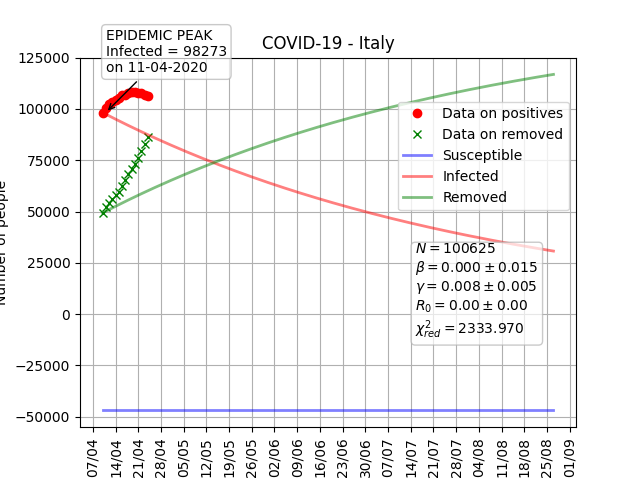 EPIDEMIC PEAK
Infected = 98273
on 11-04-2020
COVID-19 - Italy
125000
100000
75000
50000
25000
0
−25000
−50000
of people
Data on positives
Data on removed
Susceptible
Infected
Removed
N = 100625
β = 0.000 ± 0.015
γ = 0.008 ± 0.005
R₀ = 0.00 ± 0.00
χ²red = 2333.970
07/04
14/04
21/04
28/04
05/05
12/05
19/05
26/05
02/06
09/06
16/06
23/06
30/06
07/07
14/07
21/07
28/07
04/08
11/08
18/08
25/08
01/09